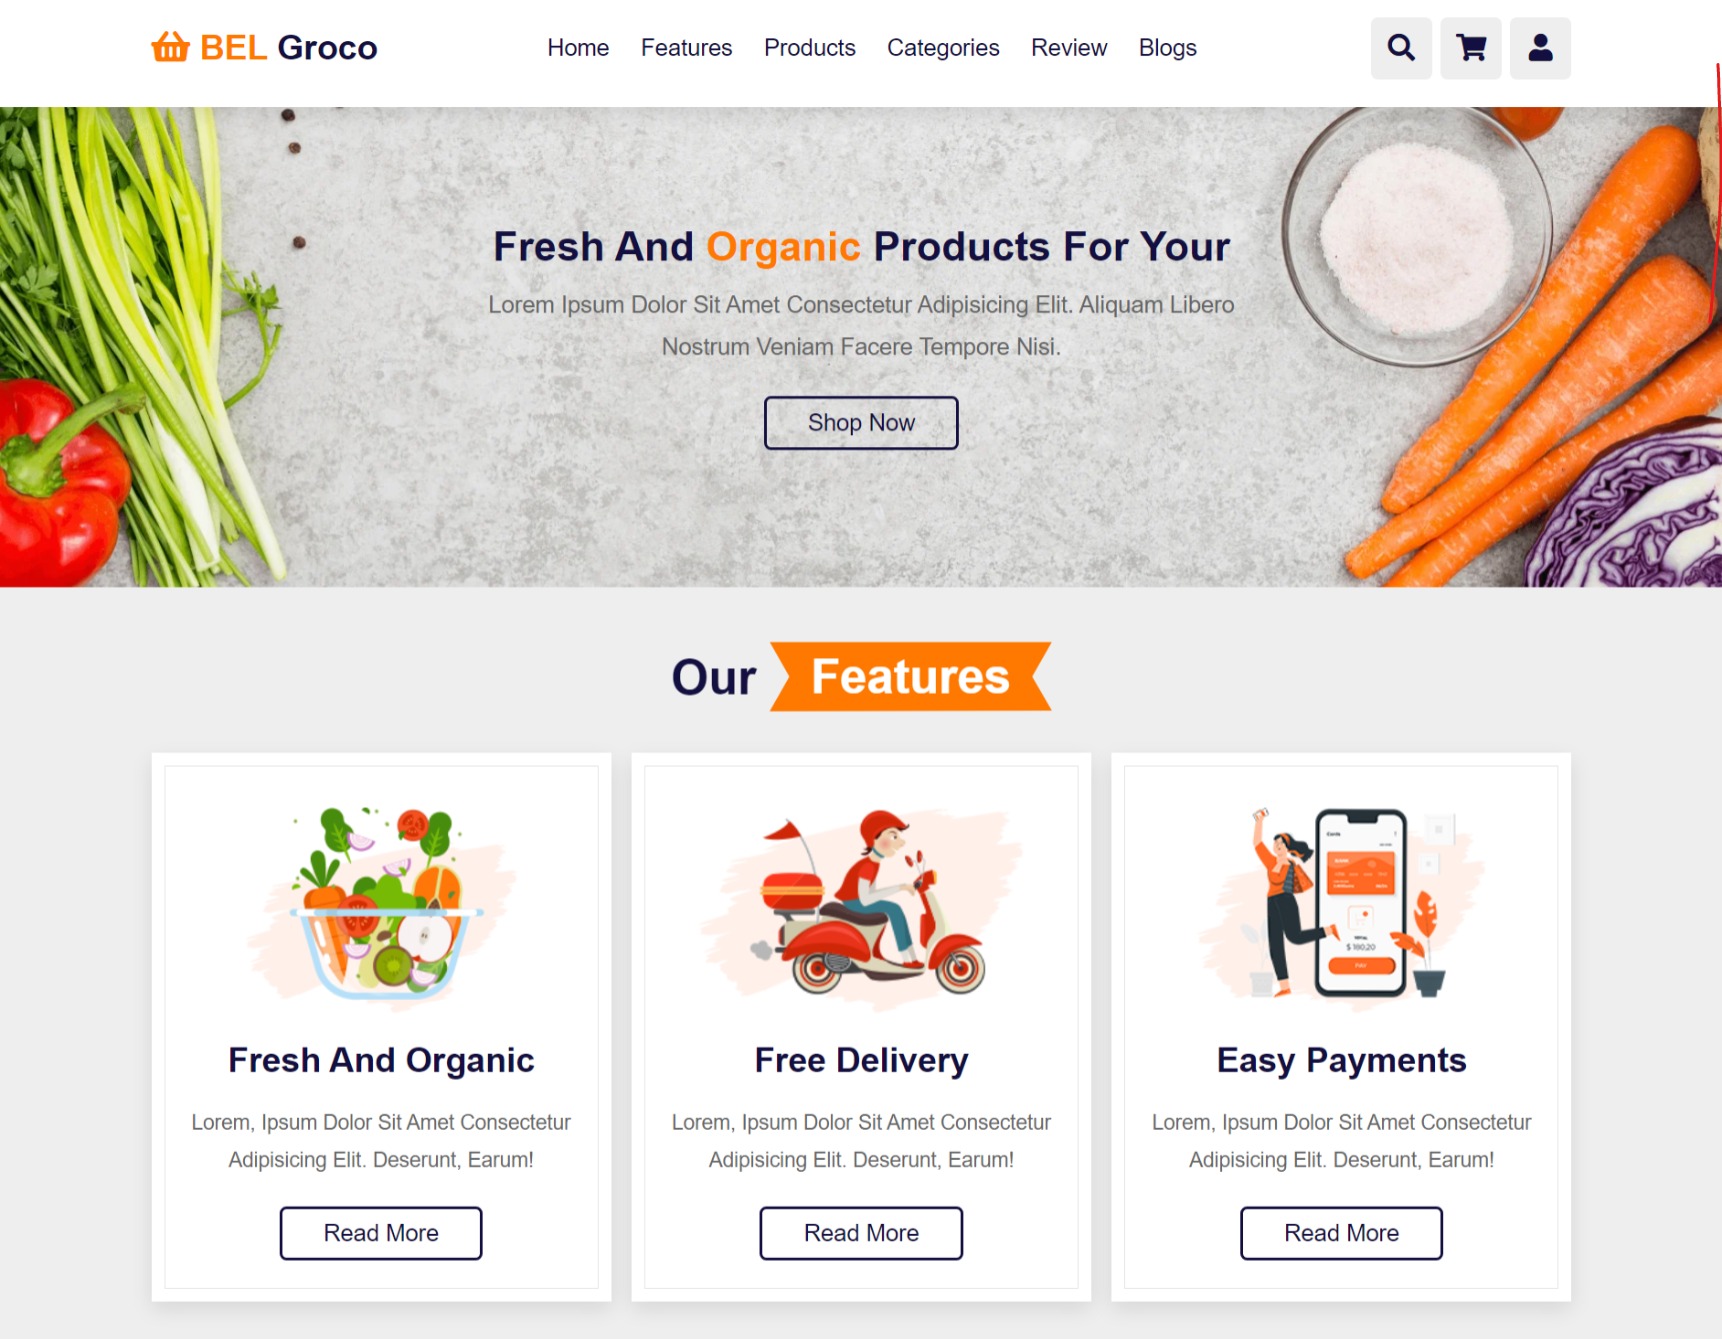 BEL Groco
Home Features Products Categories Review Blogs
Fresh And Organic Products For Your
Lorem Ipsum Dolor Sit Amet Consectetur Adipisicing Elit. Aliquam Libero
Nostrum Veniam Facere Tempore Nisi.
Shop Now
Our Features
Fresh And Organic
Lorem, Ipsum Dolor Sit Amet Consectetur
Adipisicing Elit. Deserunt, Earum!
Read More
$ 180,20
PAY
Free Delivery
Lorem, Ipsum Dolor Sit Amet Consectetur
Adipisicing Elit. Deserunt, Earum!
Read More
Easy Payments
Lorem, Ipsum Dolor Sit Amet Consectetur
Adipisicing Elit. Deserunt, Earum!
Read More